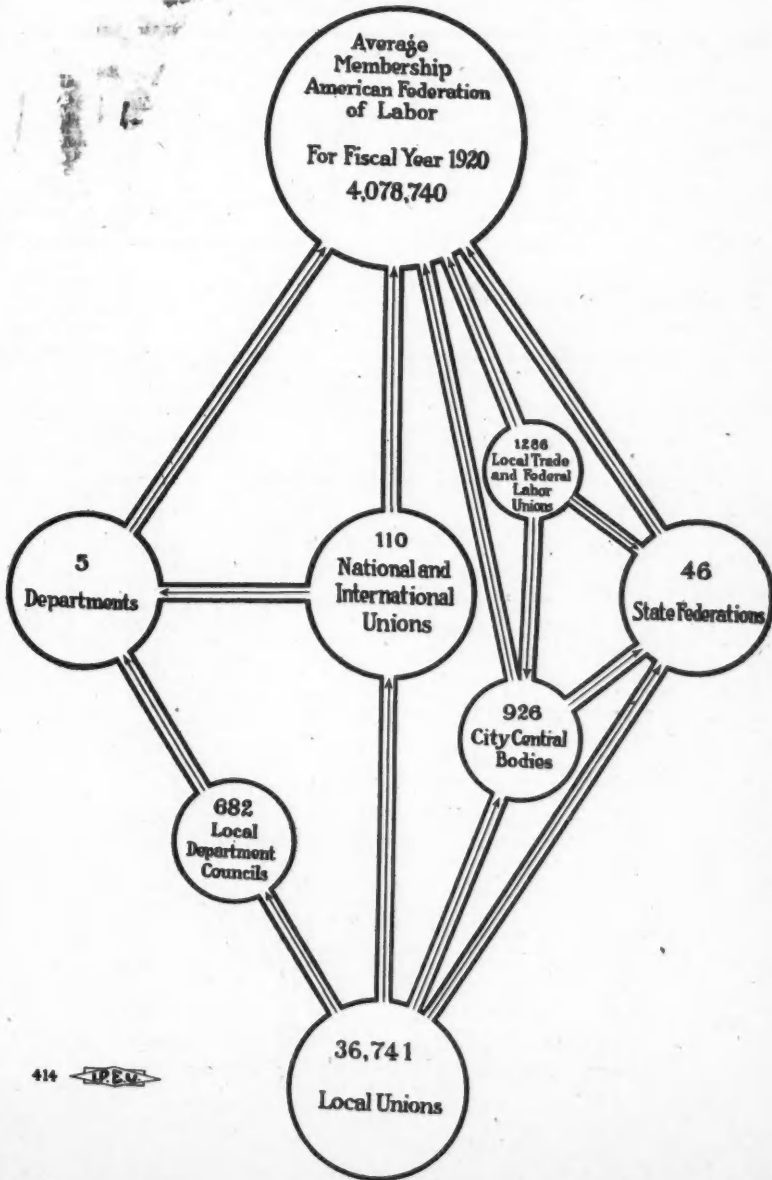 Average
Membership
American Federation
of Labor
For Fiscal Year 1920
4,078,740
1286
Local Trade
and Federal
Labor
Unions
5
Departments
110
National and
International
Unions
46
State Federations
926
City Central
Bodies
682
Local
Department
Councils
36,741
Local Unions
414
I.P.E.U.